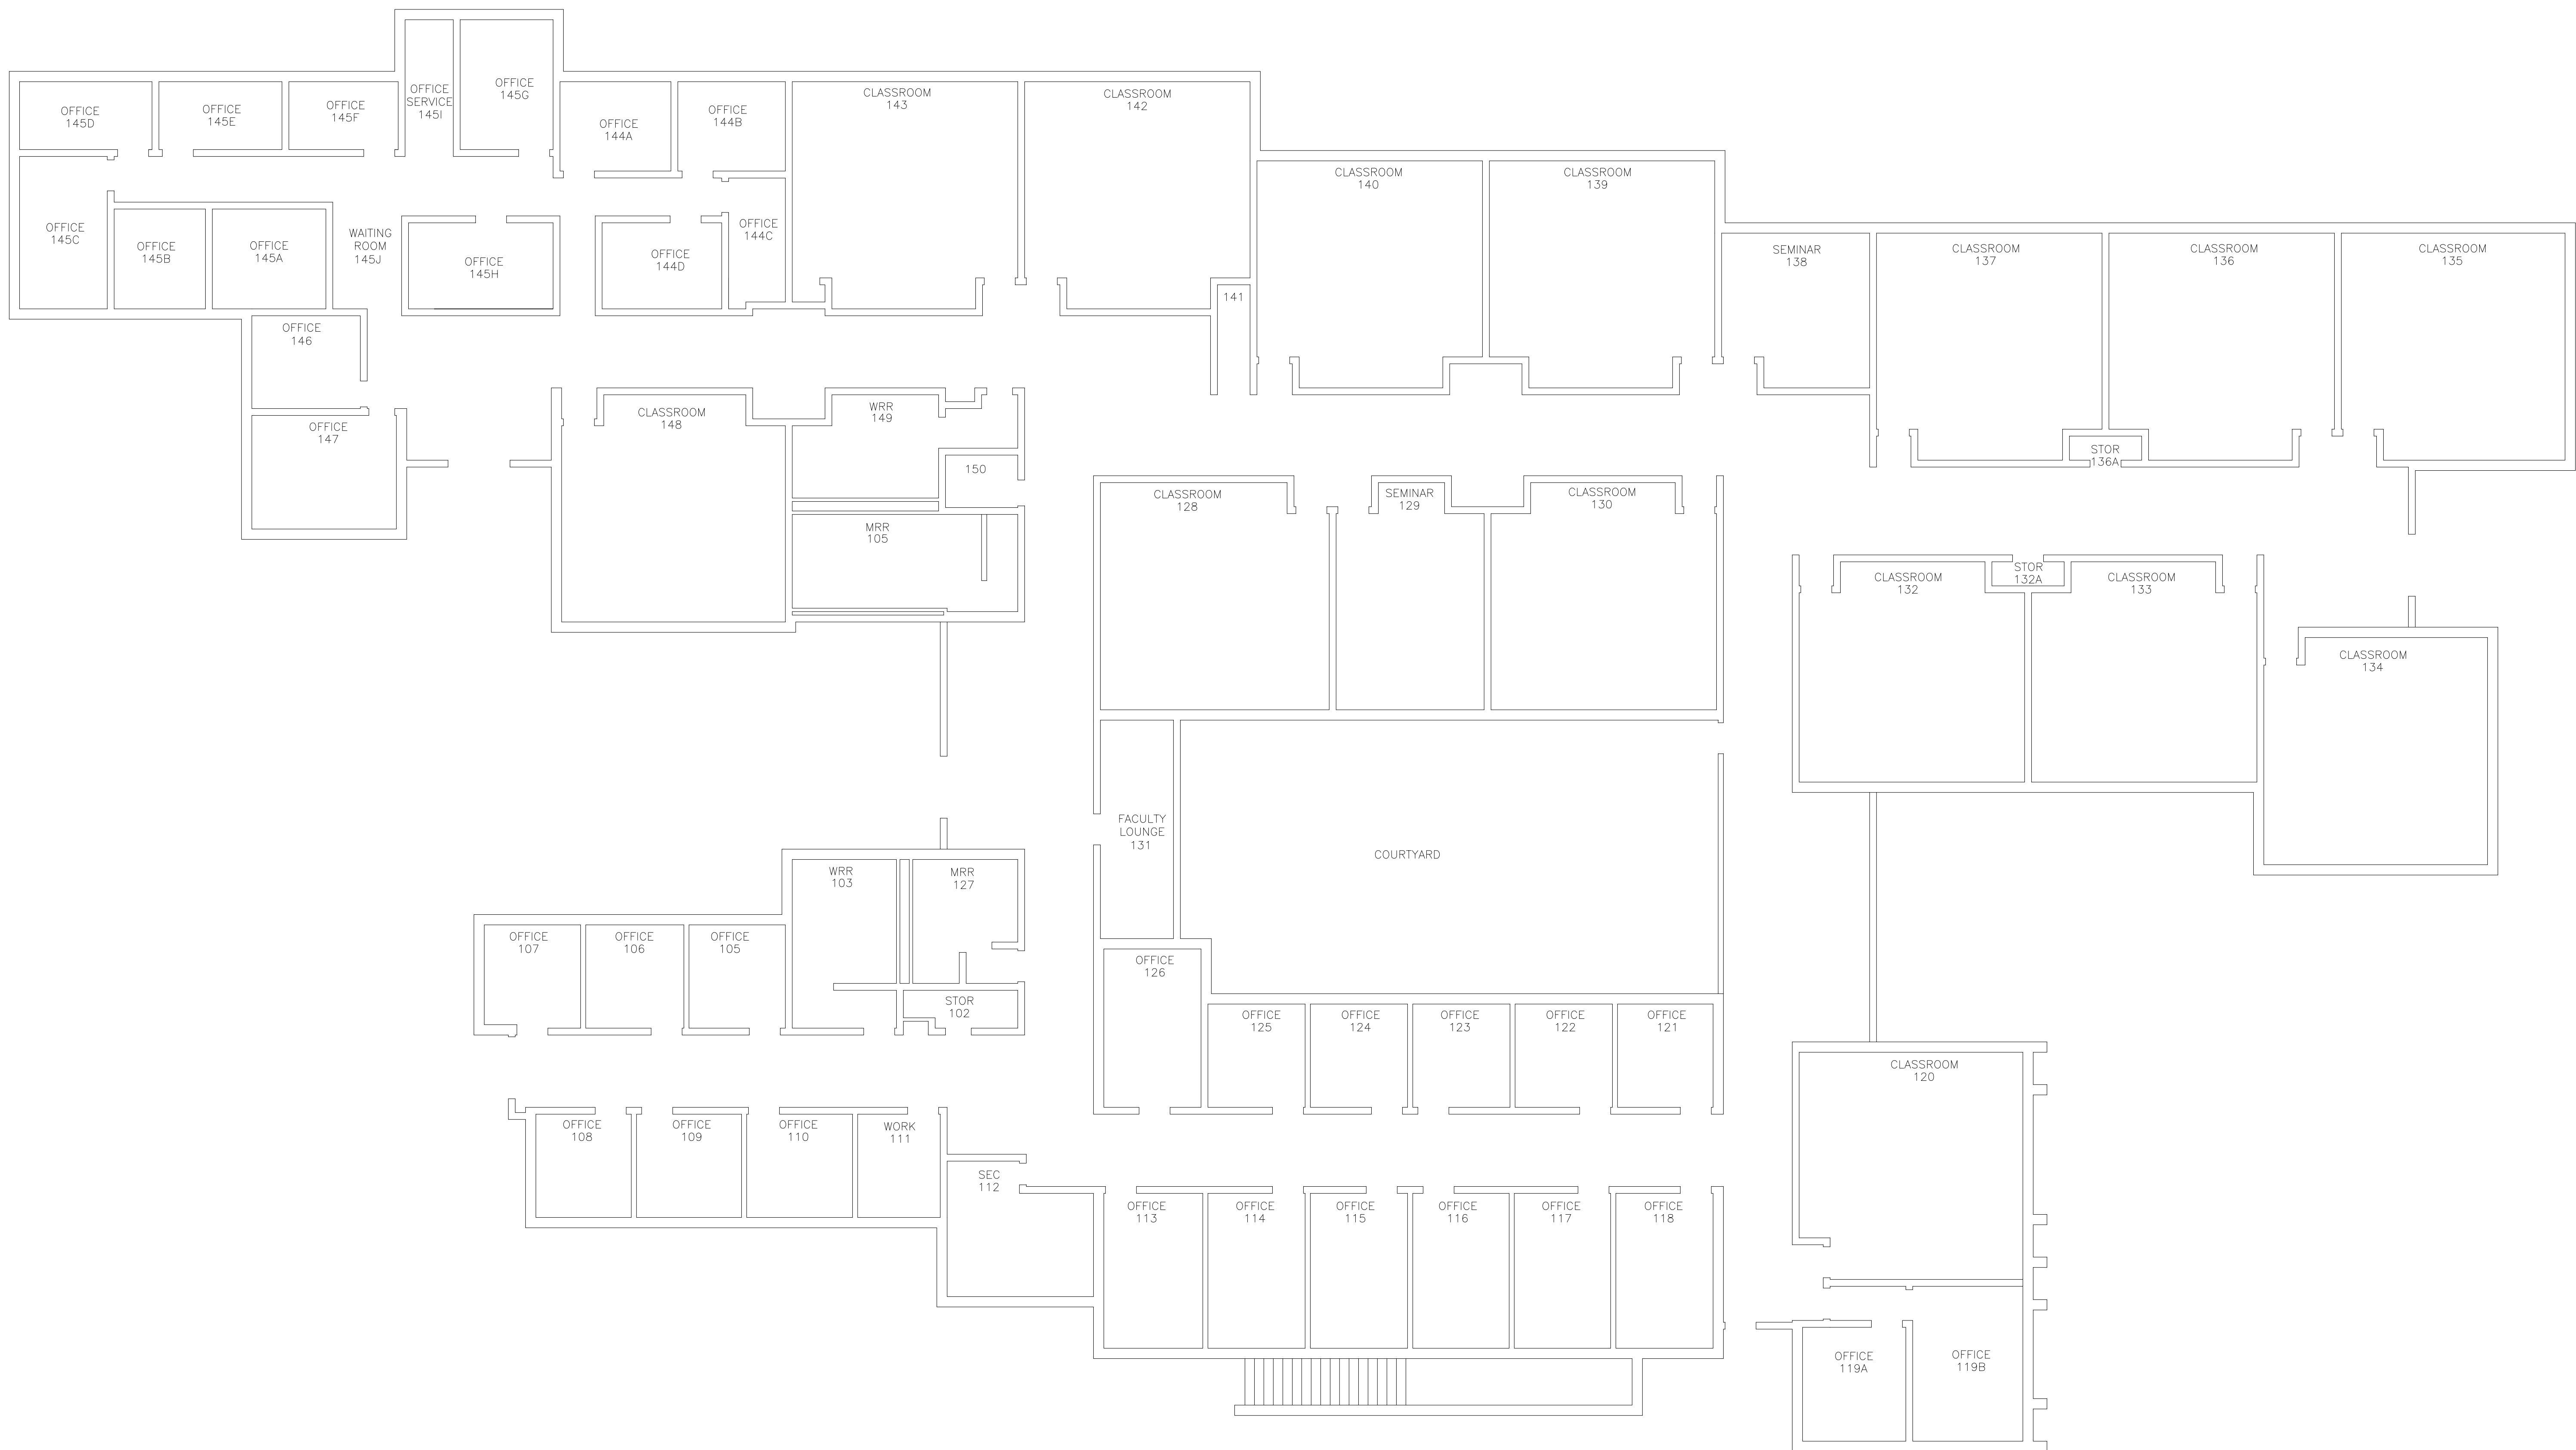 OFFICE
145D
OFFICE
145E
OFFICE
145F
OFFICE
SERVICE
145I
OFFICE
145G
OFFICE
144A
OFFICE
144B
CLASSROOM
143
CLASSROOM
142
CLASSROOM
140
CLASSROOM
139
SEMINAR
138
CLASSROOM
137
CLASSROOM
136
CLASSROOM
135
OFFICE
145C
OFFICE
145B
OFFICE
145A
WAITING
ROOM
145J
OFFICE
145H
OFFICE
144D
OFFICE
144C
141
OFFICE
146
OFFICE
147
CLASSROOM
148
WRR
149
150
MRR
105
STOR
136A
CLASSROOM
128
SEMINAR
129
CLASSROOM
130
CLASSROOM
132
STOR
132A
CLASSROOM
133
CLASSROOM
134
FACULTY
LOUNGE
131
COURTYARD
WRR
103
MRR
127
OFFICE
107
OFFICE
106
OFFICE
105
STOR
102
OFFICE
126
OFFICE
125
OFFICE
124
OFFICE
123
OFFICE
122
OFFICE
121
CLASSROOM
120
OFFICE
108
OFFICE
109
OFFICE
110
WORK
111
SEC
112
OFFICE
113
OFFICE
114
OFFICE
115
OFFICE
116
OFFICE
117
OFFICE
118
OFFICE
119A
OFFICE
119B